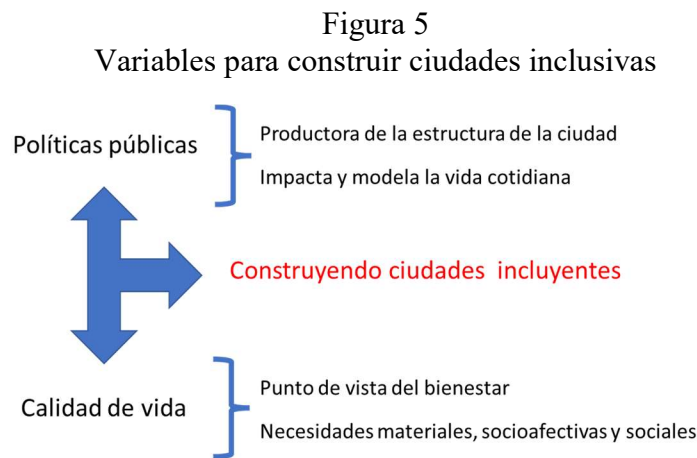 Figura 5
Variables para construir ciudades inclusivas
Políticas públicas
Productora de la estructura de la ciudad
Impacta y modela la vida cotidiana
Construyendo ciudades incluyentes
Calidad de vida
Punto de vista del bienestar
Necesidades materiales, socioafectivas y sociales